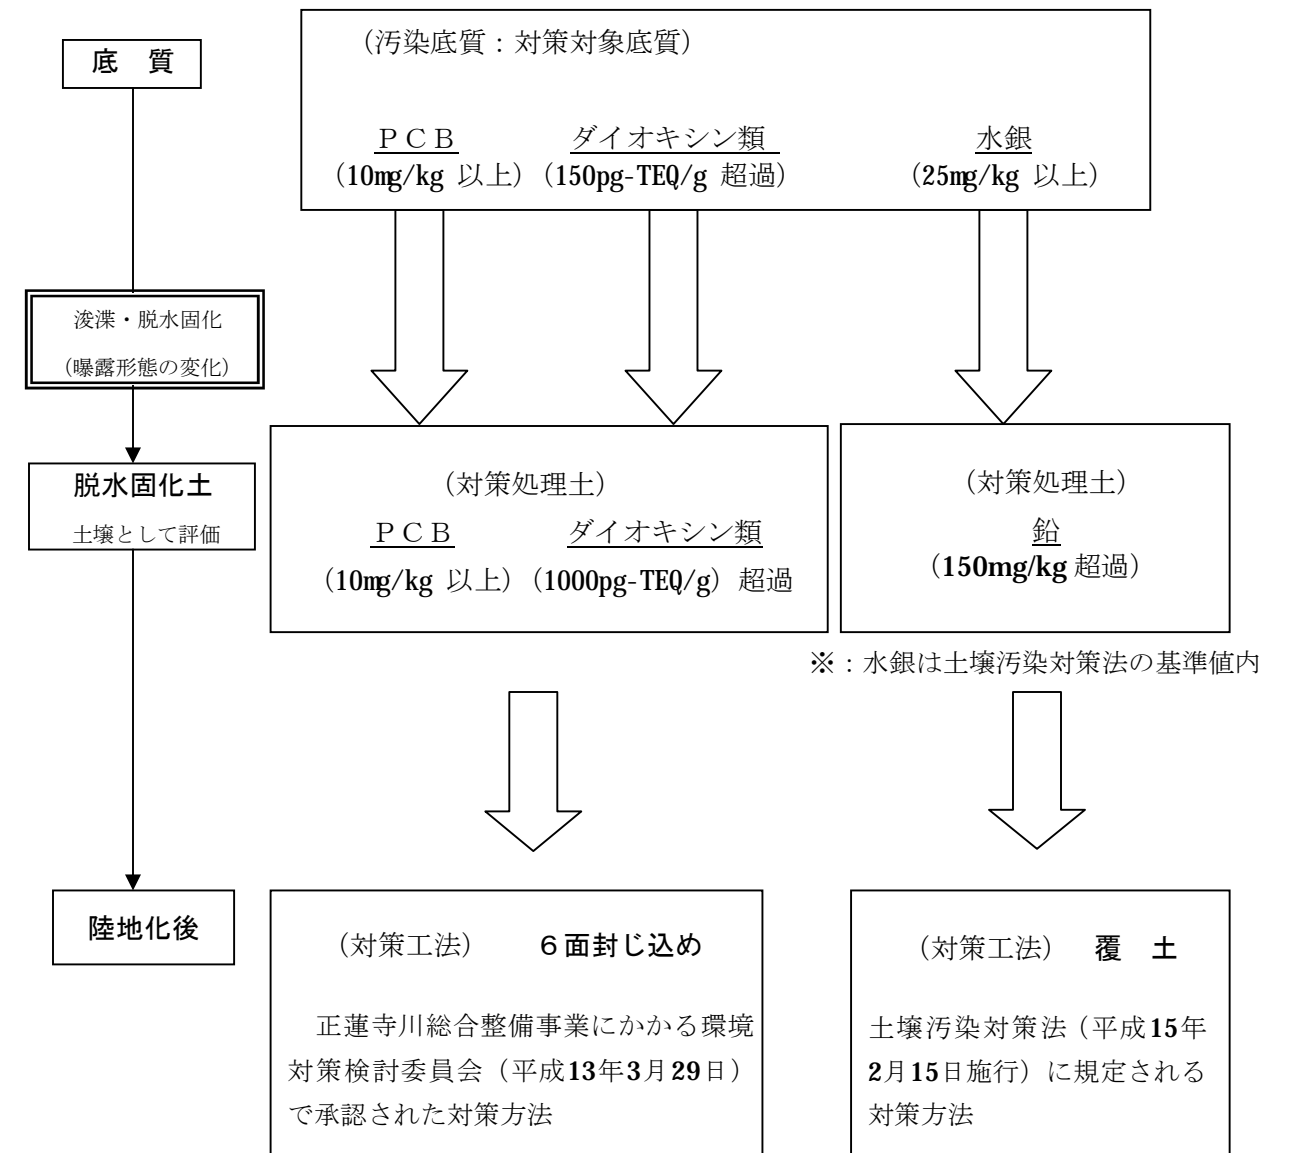 底　質
（汚染底質：対策対象底質）
ＰＣＢ　ダイオキシン類　水銀
（10mg/kg 以上）（150pg-TEQ/g 超過）　（25mg/kg 以上）
浚渫・脱水固化
（曝露形態の変化）
脱水固化土
土壌として評価
（対策処理土）
ＰＣＢ　ダイオキシン類
（10mg/kg 以上）（1000pg-TEQ/g）超過
（対策処理土）
鉛
（150mg/kg 超過）
※：水銀は土壌汚染対策法の基準値内
陸地化後
（対策工法）　６面封じ込め
正蓮寺川総合整備事業にかかる環境
対策検討委員会（平成13年3月29日）
で承認された対策方法
（対策工法）　覆　土
土壌汚染対策法（平成15年
2月15日施行）に規定される
対策方法